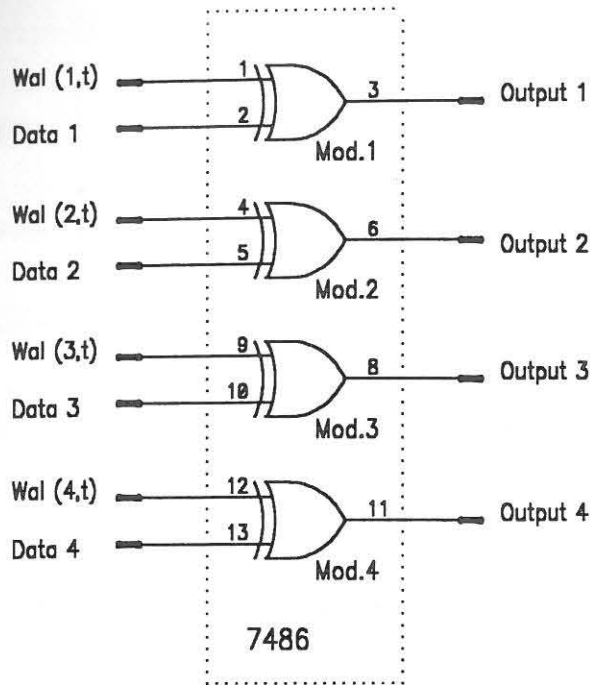 Wal (1,t) 1 3 Output 1
Data 1 2 Mod.1
Wal (2,t) 4 6 Output 2
Data 2 5 Mod.2
Wal (3,t) 9 8 Output 3
Data 3 10 Mod.3
Wal (4,t) 12 11 Output 4
Data 4 13 Mod.4
7486